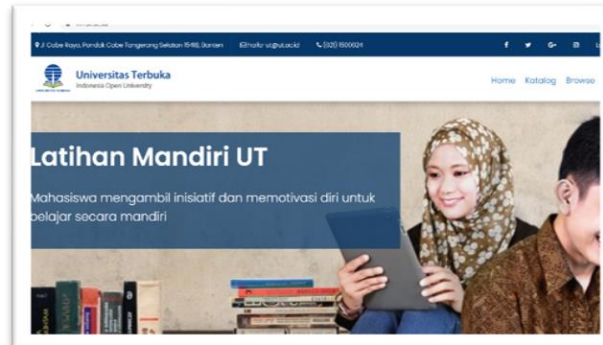 Jl Cabe Raya, Pondok Cabe Tangerang Selatan 15418, Banten (021) 1500024
Universitas Terbuka
Indonesia Open University
Home Katalog Browse
Latihan Mandiri UT
Mahasiswa mengambil inisiatif dan memotivasi diri untuk
belajar secara mandiri